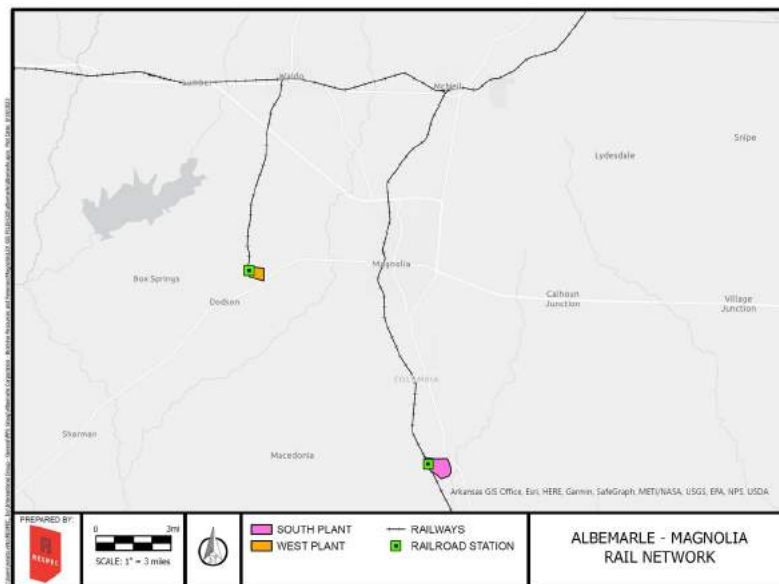 Lumber
Waldo
McNeil
Snipe
Lydesdale
Box Springs
Magnolia
Dodson
Calhoun
Junction
Village
Junction
COLUMBIA
Sharman
Macedonia
Arkansas GIS Office, Esri, HERE, Garmin, SafeGraph, METI/NASA, USGS, EPA, NPS, USDA
PREPARED BY:
RESPEC
0 3mi
SCALE: 1" = 3 miles
SOUTH PLANT
WEST PLANT
RAILWAYS
RAILROAD STATION
ALBEMARLE - MAGNOLIA
RAIL NETWORK